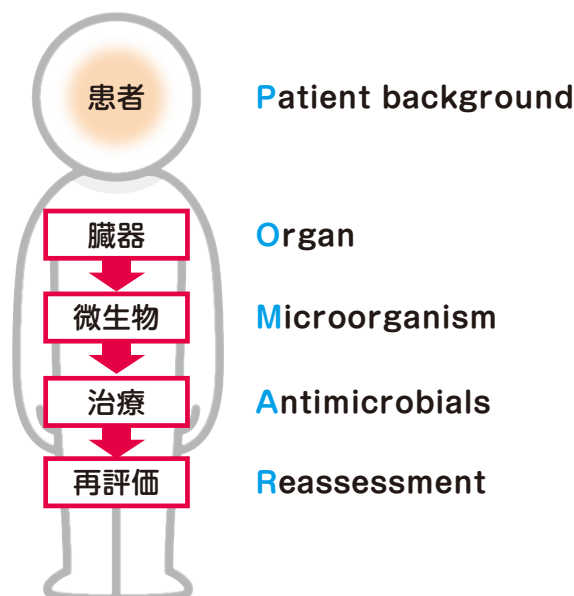 患者
Patient background
臓器
Organ
微生物
Microorganism
治療
Antimicrobials
再評価
Reassessment